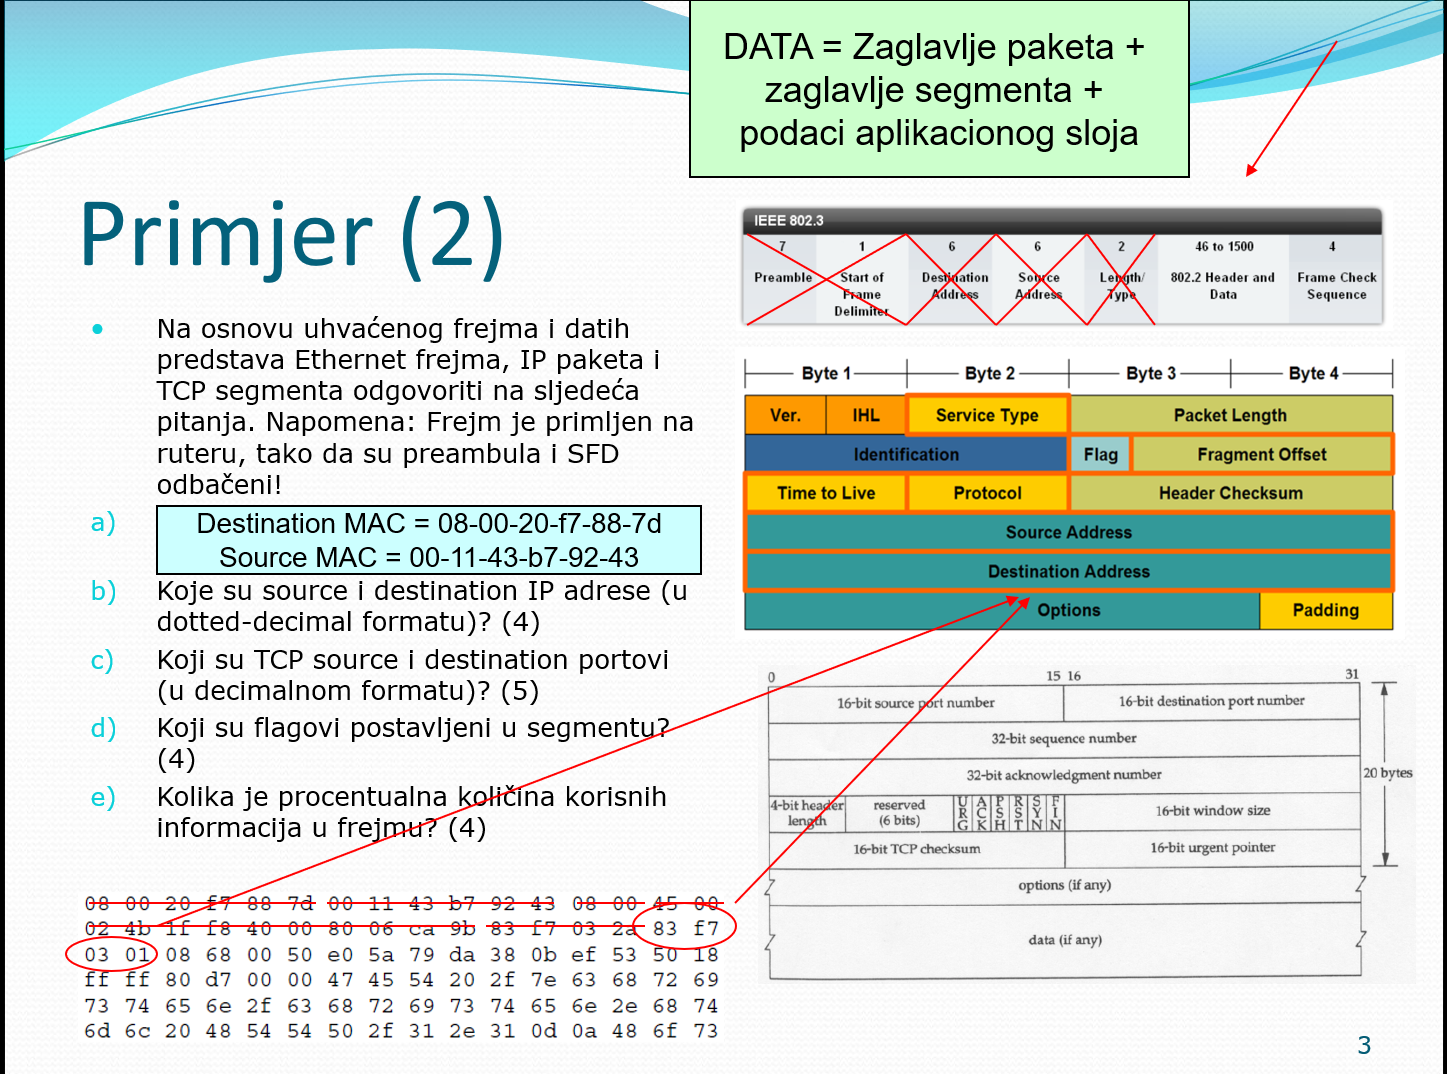 DATA = Zaglavlje paketa +
zaglavlje segmenta +
podaci aplikacionog sloja
Primjer (2)
• Na osnovu uhvaćenog frejma i datih
predstava Ethernet frejma, IP paketa i
TCP segmenta odgovoriti na sljedeća
pitanja. Napomena: Frejm je primljen na
ruteru, tako da su preambula i SFD
odbačeni!
a) Destination MAC = 08-00-20-f7-88-7d
Source MAC = 00-11-43-b7-92-43
b) Koje su source i destination IP adrese (u
dotted-decimal formatu)? (4)
c) Koji su TCP source i destination portovi
(u decimalnom formatu)? (5)
d) Koji su flagovi postavljeni u segmentu?
(4)
e) Kolika je procentualna količina korisnih
informacija u frejmu? (4)
08 00 20 f7 88 7d 00 11 43 b7 92 43 08 00 45 00
02 4b 1f f8 40 00 80 06 ca 9b 83 f7 03 2a 83 f7
03 01 08 68 00 50 e0 5a 79 da 38 0b ef 53 50 18
ff ff 80 d7 00 00 47 45 54 20 2f 7e 63 68 72 69
73 74 65 6e 2f 63 68 72 69 73 74 65 6e 2e 68 74
6d 6c 20 48 54 54 50 2f 31 2e 31 0d 0a 48 6f 73
IEEE 802.3
7 1 6 6 2 46 to 1500 4
Preamble Start of Destination Source Length/ 802.2 Header and Frame Check
Frame Address Address Type Data Sequence
Delimiter
Byte 1 Byte 2 Byte 3 Byte 4
Ver. IHL Service Type Packet Length
Identification Flag Fragment Offset
Time to Live Protocol Header Checksum
Source Address
Destination Address
Options Padding
0 15 16 31
16-bit source port number 16-bit destination port number
32-bit sequence number
32-bit acknowledgment number 20 bytes
4-bit header length reserved (6 bits) URG ACK PSH RST SYN FIN 16-bit window size
16-bit TCP checksum 16-bit urgent pointer
options (if any)
data (if any)
3